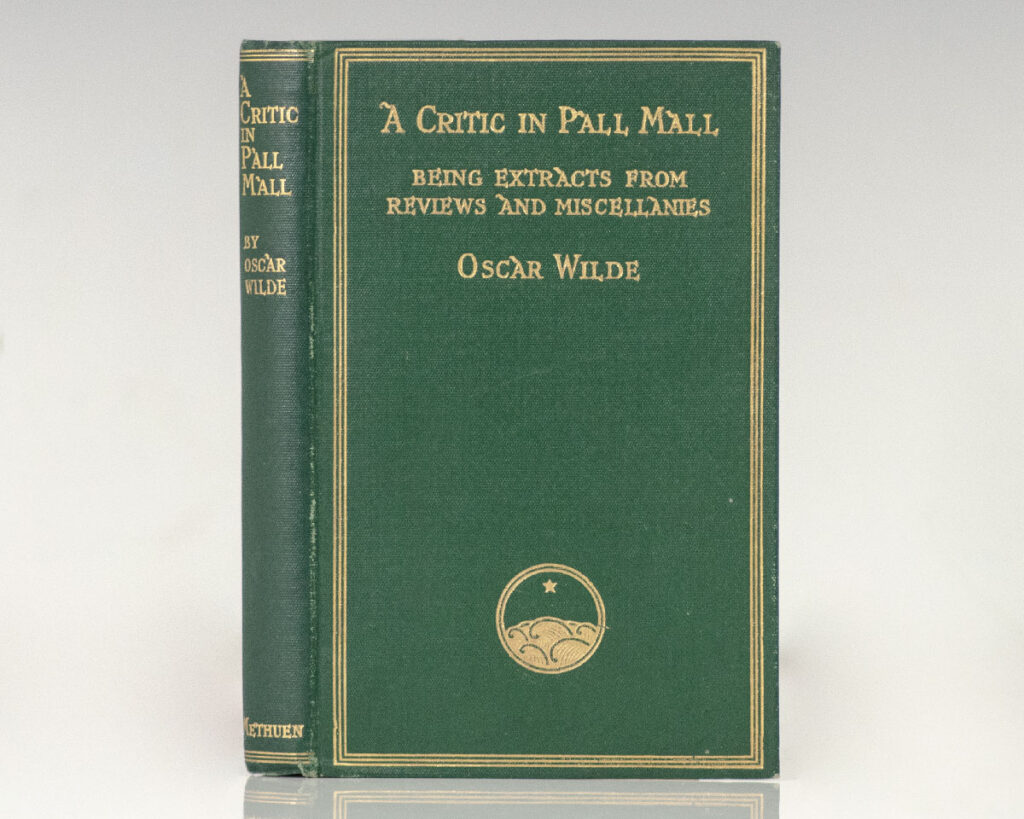 A
CRITIC
IN
PALL
MALL
BY
OSCAR
WILDE
METHUEN
A CRITIC IN PALL MALL
BEING EXTRACTS FROM
REVIEWS AND MISCELLANIES
OSCAR WILDE